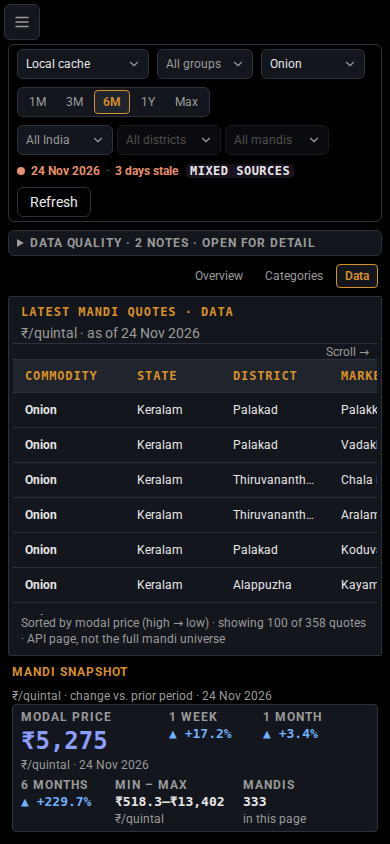 Local cache All groups Onion
1M 3M 6M 1Y Max
All India All districts All mandis
24 Nov 2026 · 3 days stale MIXED SOURCES
Refresh
DATA QUALITY · 2 NOTES · OPEN FOR DETAIL
Overview Categories Data
LATEST MANDI QUOTES · DATA
₹/quintal · as of 24 Nov 2026
Scroll →
COMMODITY STATE DISTRICT MARKE
Onion Keralam Palakad Palakk
Onion Keralam Palakad Vadak
Onion Keralam Thiruvananth… Chala
Onion Keralam Thiruvananth… Aralam
Onion Keralam Palakad Koduv
Onion Keralam Alappuzha Kayam
Sorted by modal price (high → low) · showing 100 of 358 quotes
· API page, not the full mandi universe
MANDI SNAPSHOT
₹/quintal · change vs. prior period · 24 Nov 2026
MODAL PRICE 1 WEEK 1 MONTH
₹5,275 ▲ +17.2% ▲ +3.4%
₹/quintal · 24 Nov 2026
6 MONTHS MIN – MAX MANDIS
▲ +229.7% ₹518.3–₹13,402 333
₹/quintal in this page